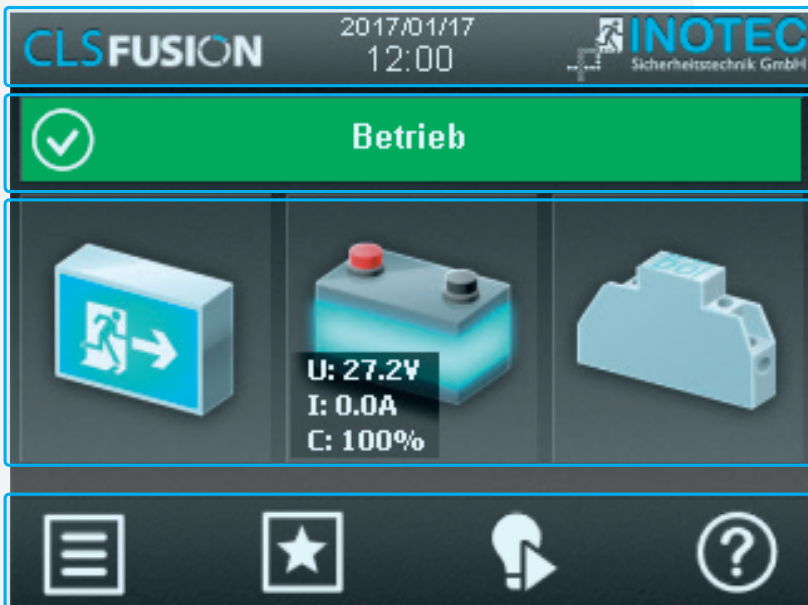 CLSFUSION
2017/01/17
12:00
INOTEC
Sicherheitstechnik GmbH
Betrieb
U: 27.2V
I: 0.0A
C: 100%
?